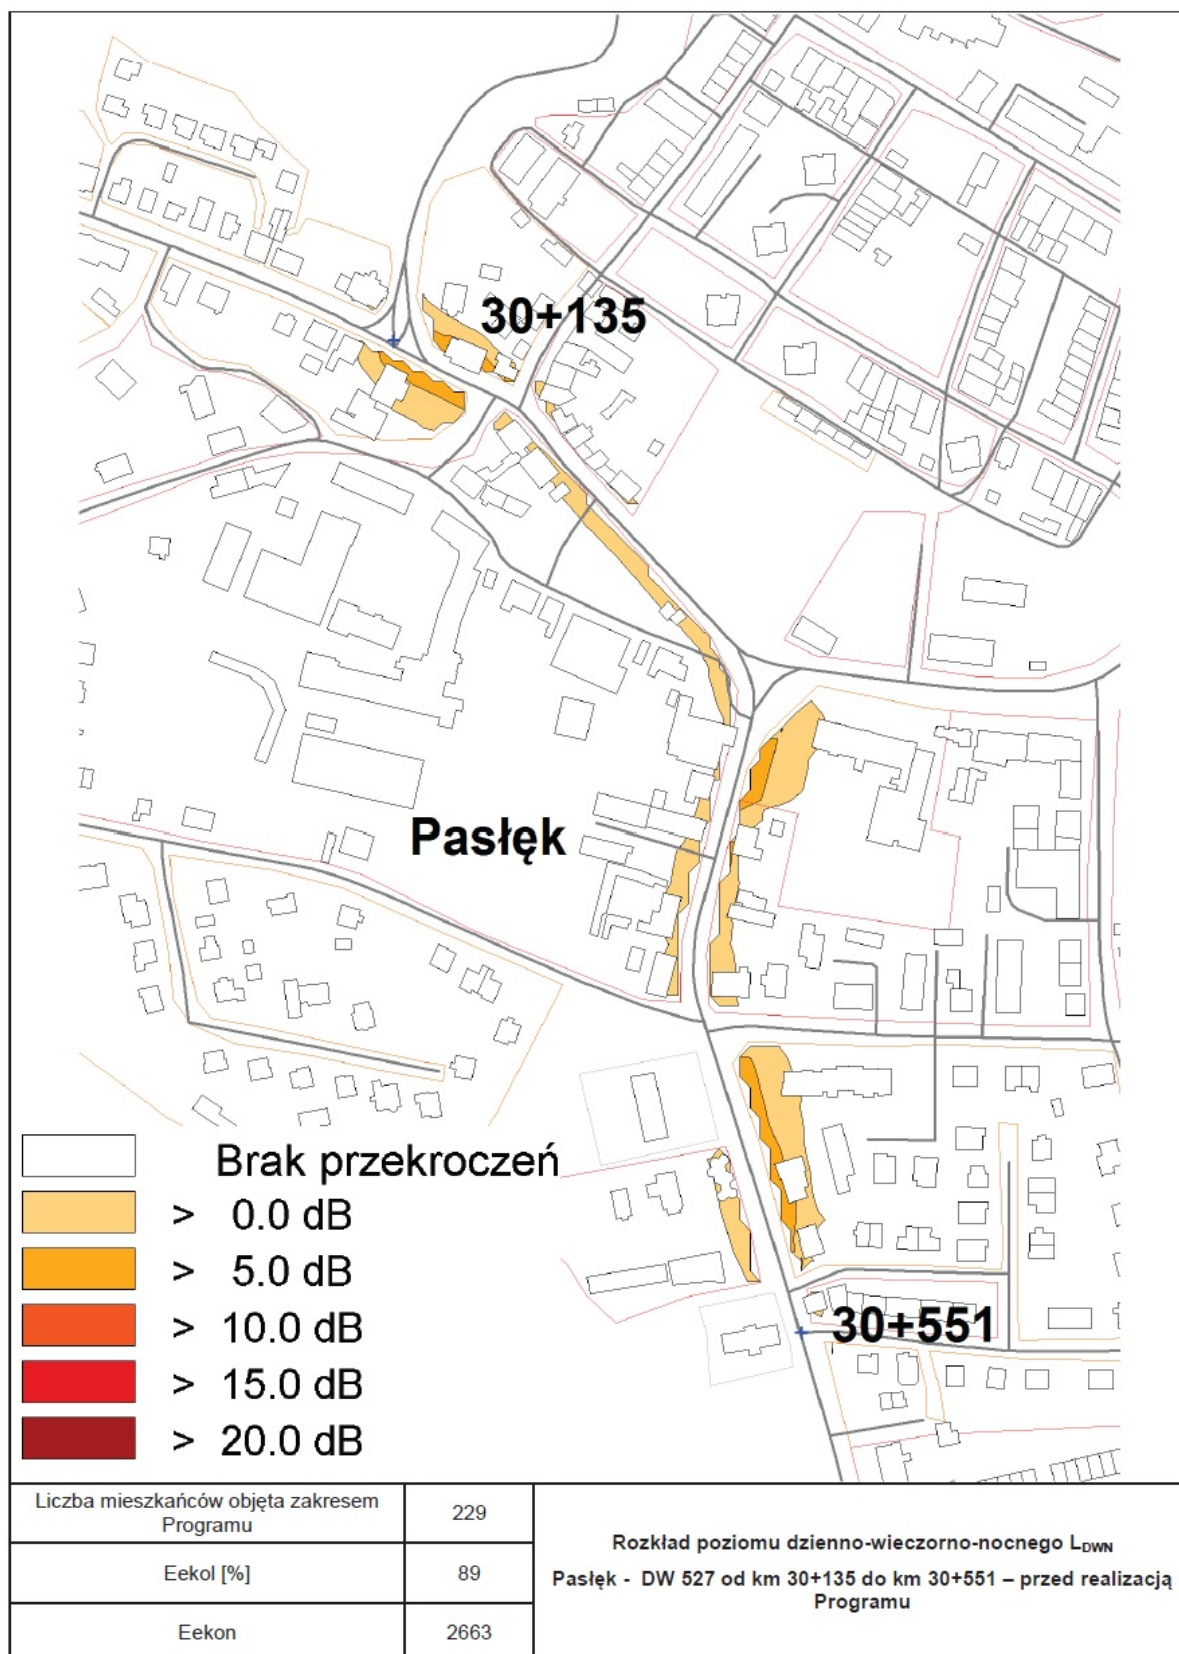 30+135
Pasłęk
Brak przekroczeń
> 0.0 dB
> 5.0 dB
> 10.0 dB
> 15.0 dB
> 20.0 dB
30+551
Liczba mieszkańców objęta zakresem
Programu
229
Eekol [%]
89
Eekon
2663
Rozkład poziomu dzienno-wieczorno-nocnego LDWN
Pasłęk - DW 527 od km 30+135 do km 30+551 – przed realizacją
Programu